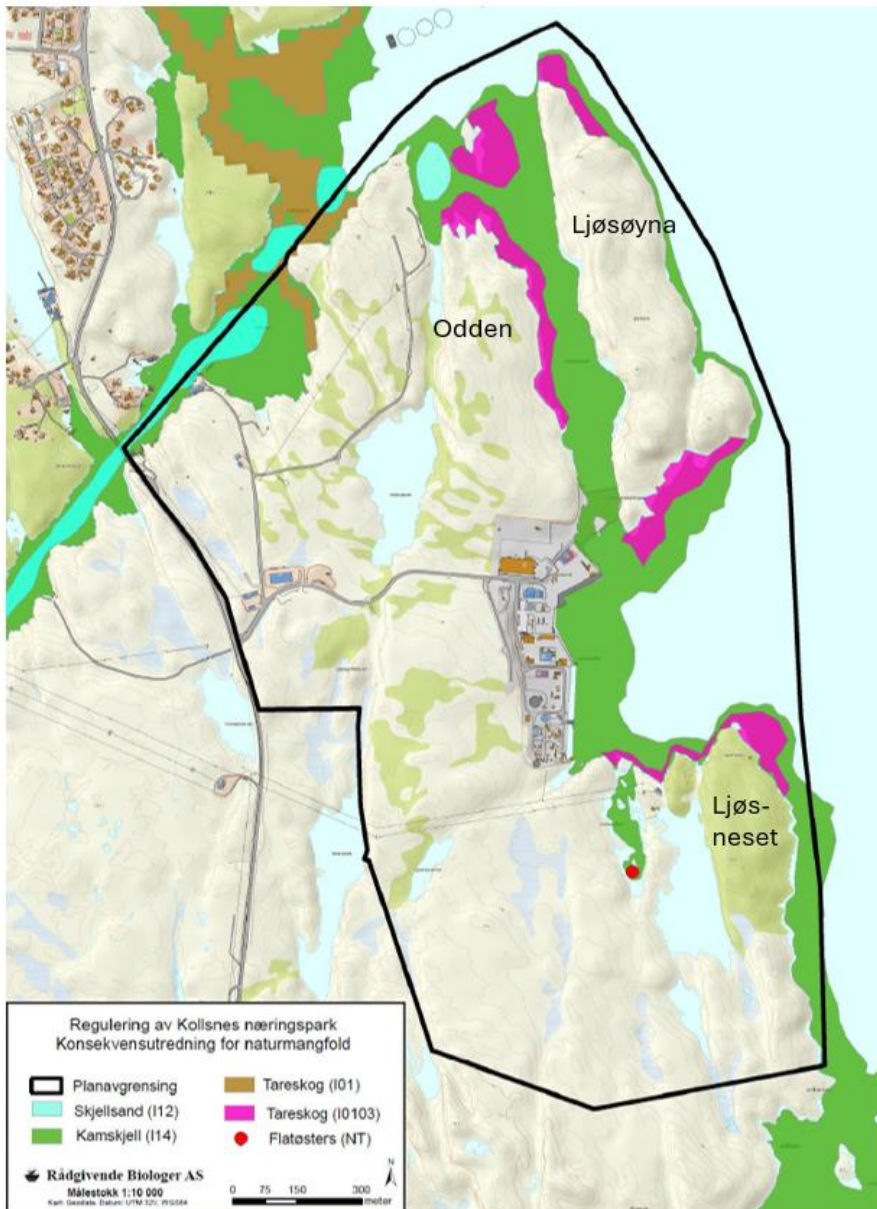 Ljøsøyna
Odden
Ljøs-
neset
Regulering av Kollsnes næringspark
Konsekvensutredning for naturmangfold
Planavgrensing
Skjellsand (I12)
Kamskjell (I14)
Tareskog (I01)
Tareskog (I0103)
Flatøsters (NT)
Rådgivende Biologer AS
Målestokk 1:10 000
N
0 75 150 300
meter